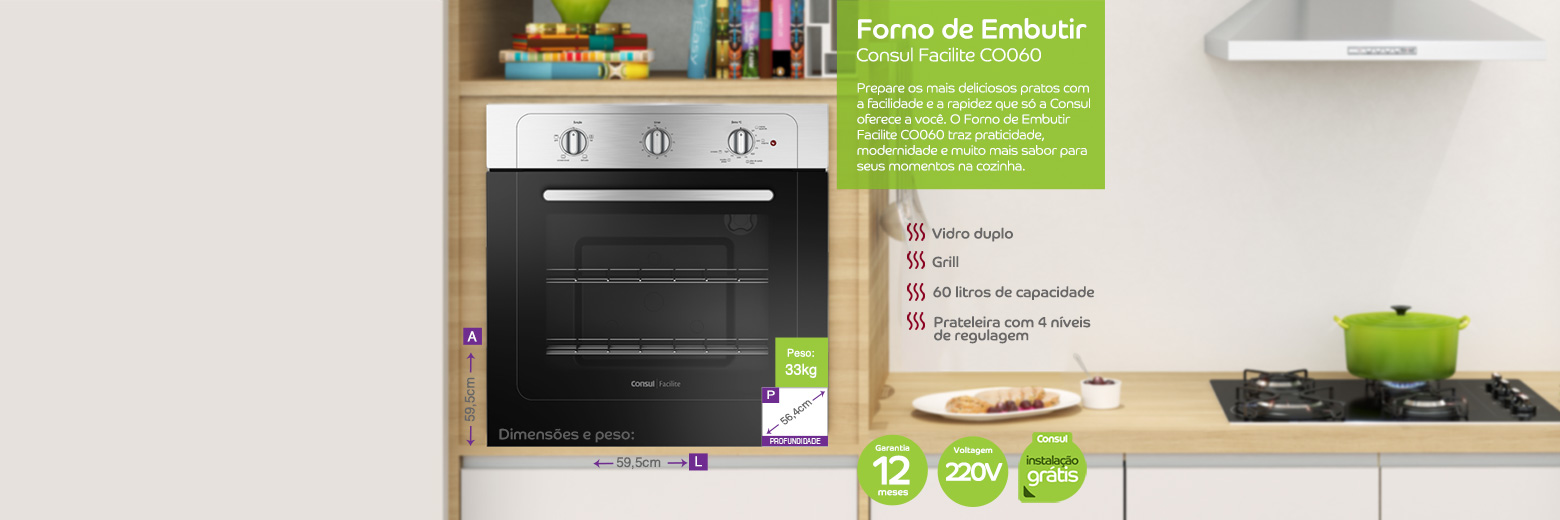 Forno de Embutir
Consul Facilite CO060
Prepare os mais deliciosos pratos com
a facilidade e a rapidez que só a Consul
oferece a você. O Forno de Embutir
Facilite CO060 traz praticidade,
modernidade e muito mais sabor para
seus momentos na cozinha.
Vidro duplo
Grill
60 litros de capacidade
Prateleira com 4 níveis
de regulagem
Easy
A
59,5cm
Consul Facilite
Peso:
33kg
P
56,4cm
PROFUNDIDADE
Dimensões e peso:
59,5cm L
Garantia
12
meses
Voltagem
220V
Consul
instalação
grátis